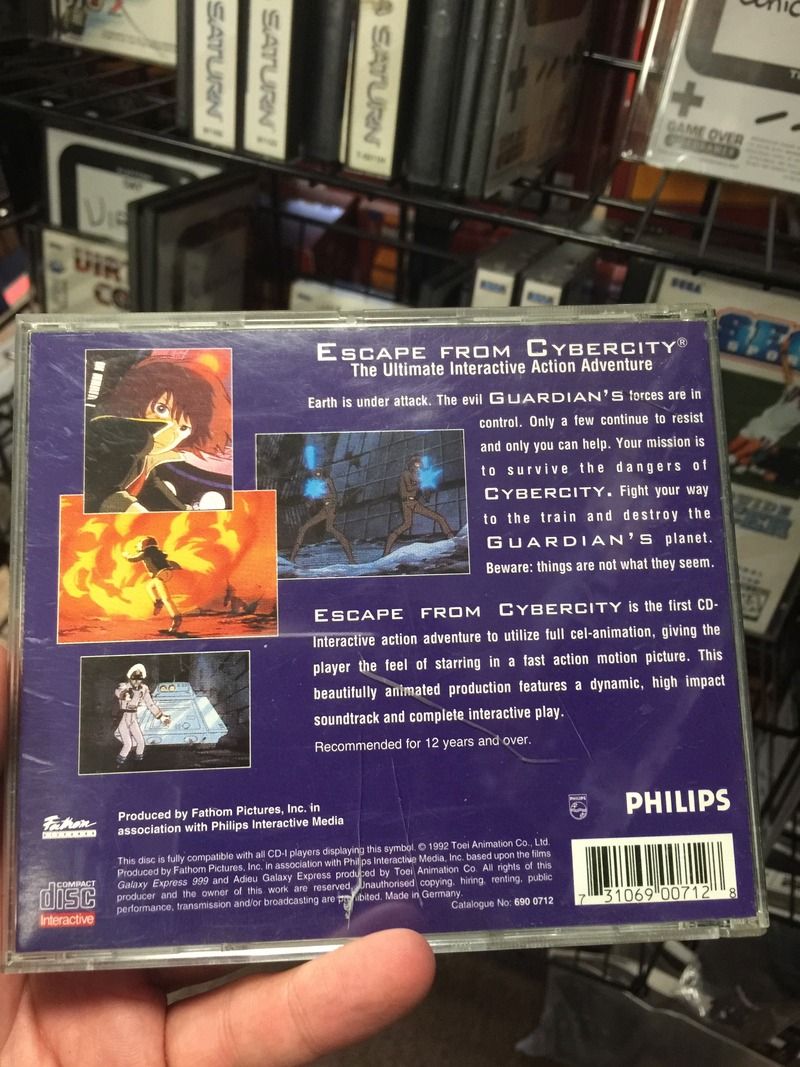 SATURN
SATURN
SATURN
GAME OVER
SEGA
ESCAPE FROM CYBERCITY®
The Ultimate Interactive Action Adventure
Earth is under attack. The evil GUARDIAN'S forces are in
control. Only a few continue to resist
and only you can help. Your mission is
to survive the dangers of
CYBERCITY. Fight your way
to the train and destroy the
GUARDIAN'S planet.
Beware: things are not what they seem.
ESCAPE FROM CYBERCITY is the first CD-
Interactive action adventure to utilize full cel-animation, giving the
player the feel of starring in a fast action motion picture. This
beautifully animated production features a dynamic, high impact
soundtrack and complete interactive play.
Recommended for 12 years and over.
PHILIPS
Fathom
Produced by Fathom Pictures, Inc. in
association with Philips Interactive Media
This disc is fully compatible with all CD-I players displaying this symbol. © 1992 Toei Animation Co., Ltd.
Produced by Fathom Pictures, Inc. in association with Philips Interactive Media, Inc. based upon the films
Galaxy Express 999 and Adieu Galaxy Express produced by Toei Animation Co. All rights of this
producer and the owner of this work are reserved. Unauthorised copying, hiring, renting, public
performance, transmission and/or broadcasting are prohibited. Made in Germany.
Catalogue No: 690 0712
COMPACT
disc
Interactive
7 31069 00712 8